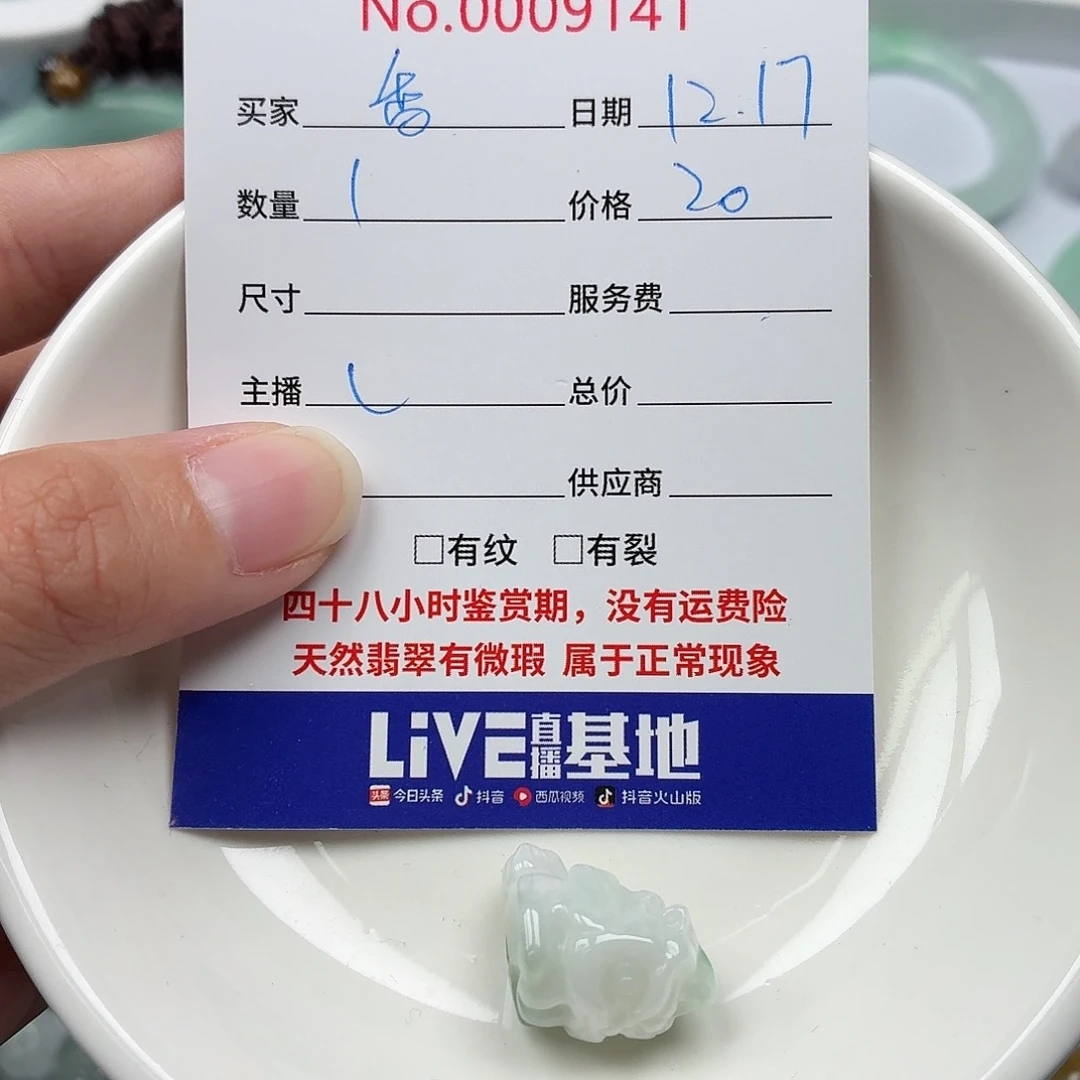 No.0009141
买家 香 日期 12.17
数量 1 价格 20
尺寸 服务费
主播 L 总价
供应商
□有纹 □有裂
四十八小时鉴赏期，没有运费险
天然翡翠有微瑕 属于正常现象
LiVE直播基地
头条 今日头条 抖音 西瓜视频 抖音火山版